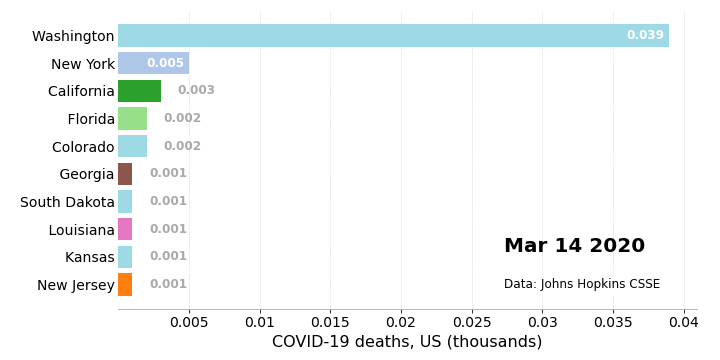 Washington 0.039
New York 0.005
California 0.003
Florida 0.002
Colorado 0.002
Georgia 0.001
South Dakota 0.001
Louisiana 0.001
Kansas 0.001
New Jersey 0.001
Mar 14 2020
Data: Johns Hopkins CSSE
0.005 0.01 0.015 0.02 0.025 0.03 0.035 0.04
COVID-19 deaths, US (thousands)